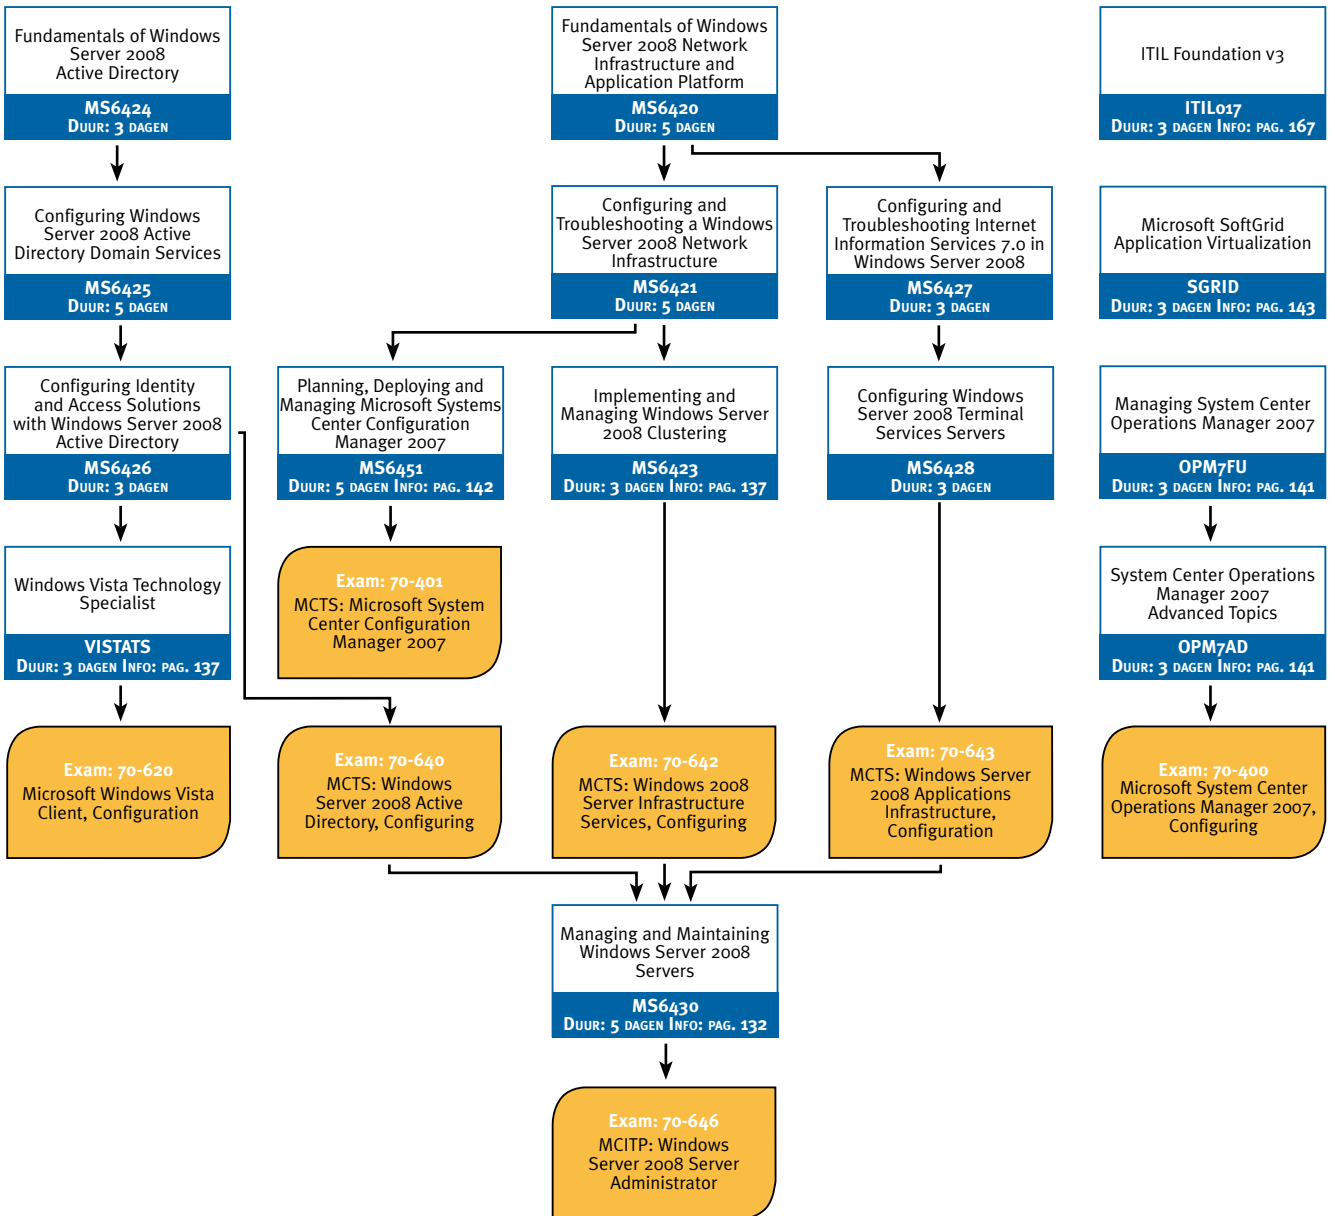 Fundamentals of Windows
Server 2008
Active Directory
MS6424
Duur: 3 dagen
Fundamentals of Windows
Server 2008 Network
Infrastructure and
Application Platform
MS6420
Duur: 5 dagen
ITIL Foundation v3
ITIL017
Duur: 3 dagen Info: pag. 167
Configuring Windows
Server 2008 Active
Directory Domain Services
MS6425
Duur: 5 dagen
Configuring and
Troubleshooting a Windows
Server 2008 Network
Infrastructure
MS6421
Duur: 5 dagen
Configuring and
Troubleshooting Internet
Information Services 7.0 in
Windows Server 2008
MS6427
Duur: 3 dagen
Microsoft SoftGrid
Application Virtualization
SGRID
Duur: 3 dagen Info: pag. 143
Configuring Identity
and Access Solutions
with Windows Server 2008
Active Directory
MS6426
Duur: 3 dagen
Planning, Deploying and
Managing Microsoft Systems
Center Configuration
Manager 2007
MS6451
Duur: 5 dagen Info: pag. 142
Implementing and
Managing Windows Server
2008 Clustering
MS6423
Duur: 3 dagen Info: pag. 137
Configuring Windows
Server 2008 Terminal
Services Servers
MS6428
Duur: 3 dagen
Managing System Center
Operations Manager 2007
OPM7FU
Duur: 3 dagen Info: pag. 141
Windows Vista Technology
Specialist
VISTATS
Duur: 3 dagen Info: pag. 137
Exam: 70-401
MCTS: Microsoft System
Center Configuration
Manager 2007
System Center Operations
Manager 2007
Advanced Topics
OPM7AD
Duur: 3 dagen Info: pag. 141
Exam: 70-620
Microsoft Windows Vista
Client, Configuration
Exam: 70-640
MCTS: Windows
Server 2008 Active
Directory, Configuring
Exam: 70-642
MCTS: Windows 2008
Server Infrastructure
Services, Configuring
Exam: 70-643
MCTS: Windows Server
2008 Applications
Infrastructure,
Configuration
Exam: 70-400
Microsoft System Center
Operations Manager 2007,
Configuring
Managing and Maintaining
Windows Server 2008
Servers
MS6430
Duur: 5 dagen Info: pag. 132
Exam: 70-646
MCITP: Windows
Server 2008 Server
Administrator